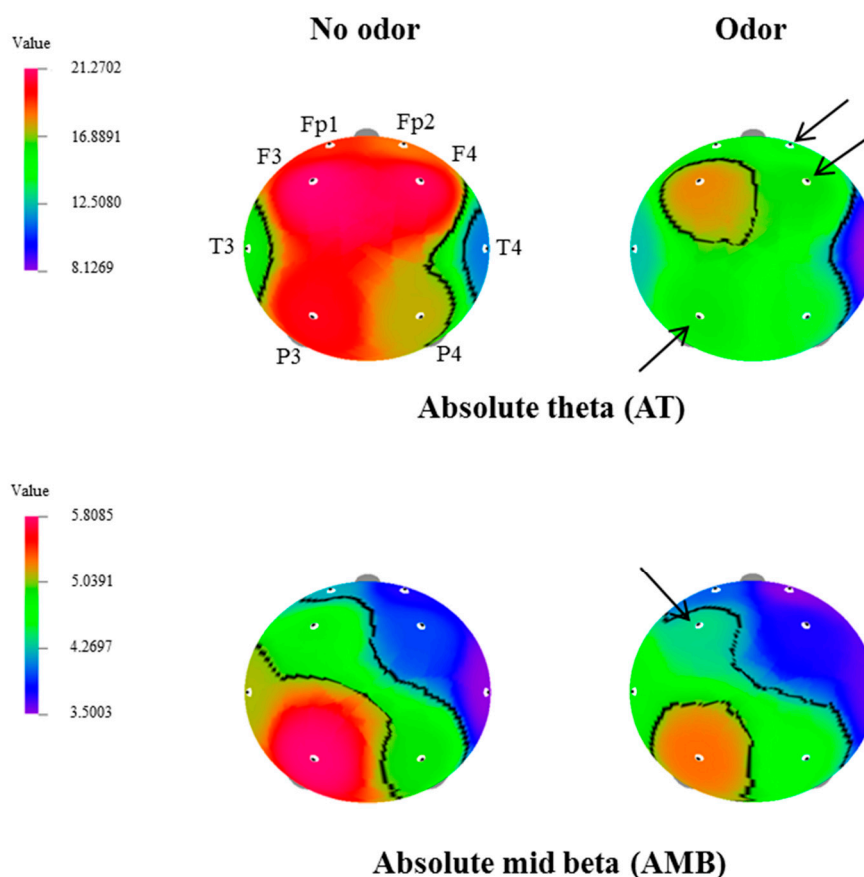 No odor
Odor
Value
21.2702
16.8891
12.5080
8.1269
Fp1
Fp2
F3
F4
T3
T4
P3
P4
Absolute theta (AT)
Value
5.8085
5.0391
4.2697
3.5003
Absolute mid beta (AMB)